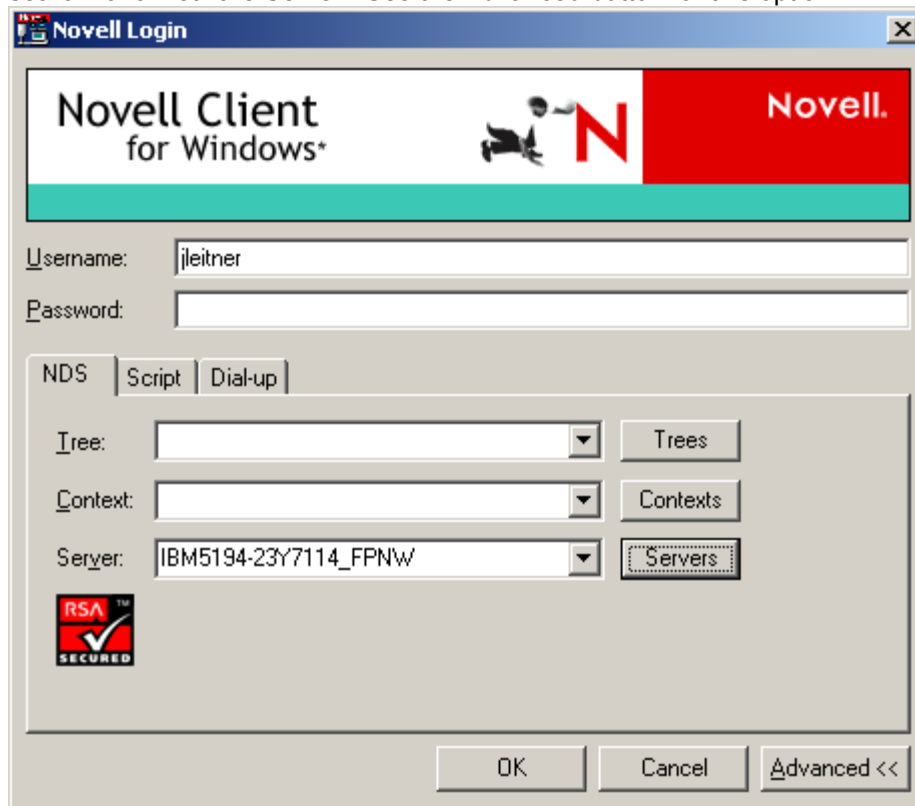 Novell Login
Novell Client
for Windows*
N
Novell.
Username: jleitner
Password:
NDS Script Dial-up
Tree: Trees
Context: Contexts
Server: IBM5194-23Y7114_FPNW Servers
RSA ™
SECURED
OK Cancel Advanced <<